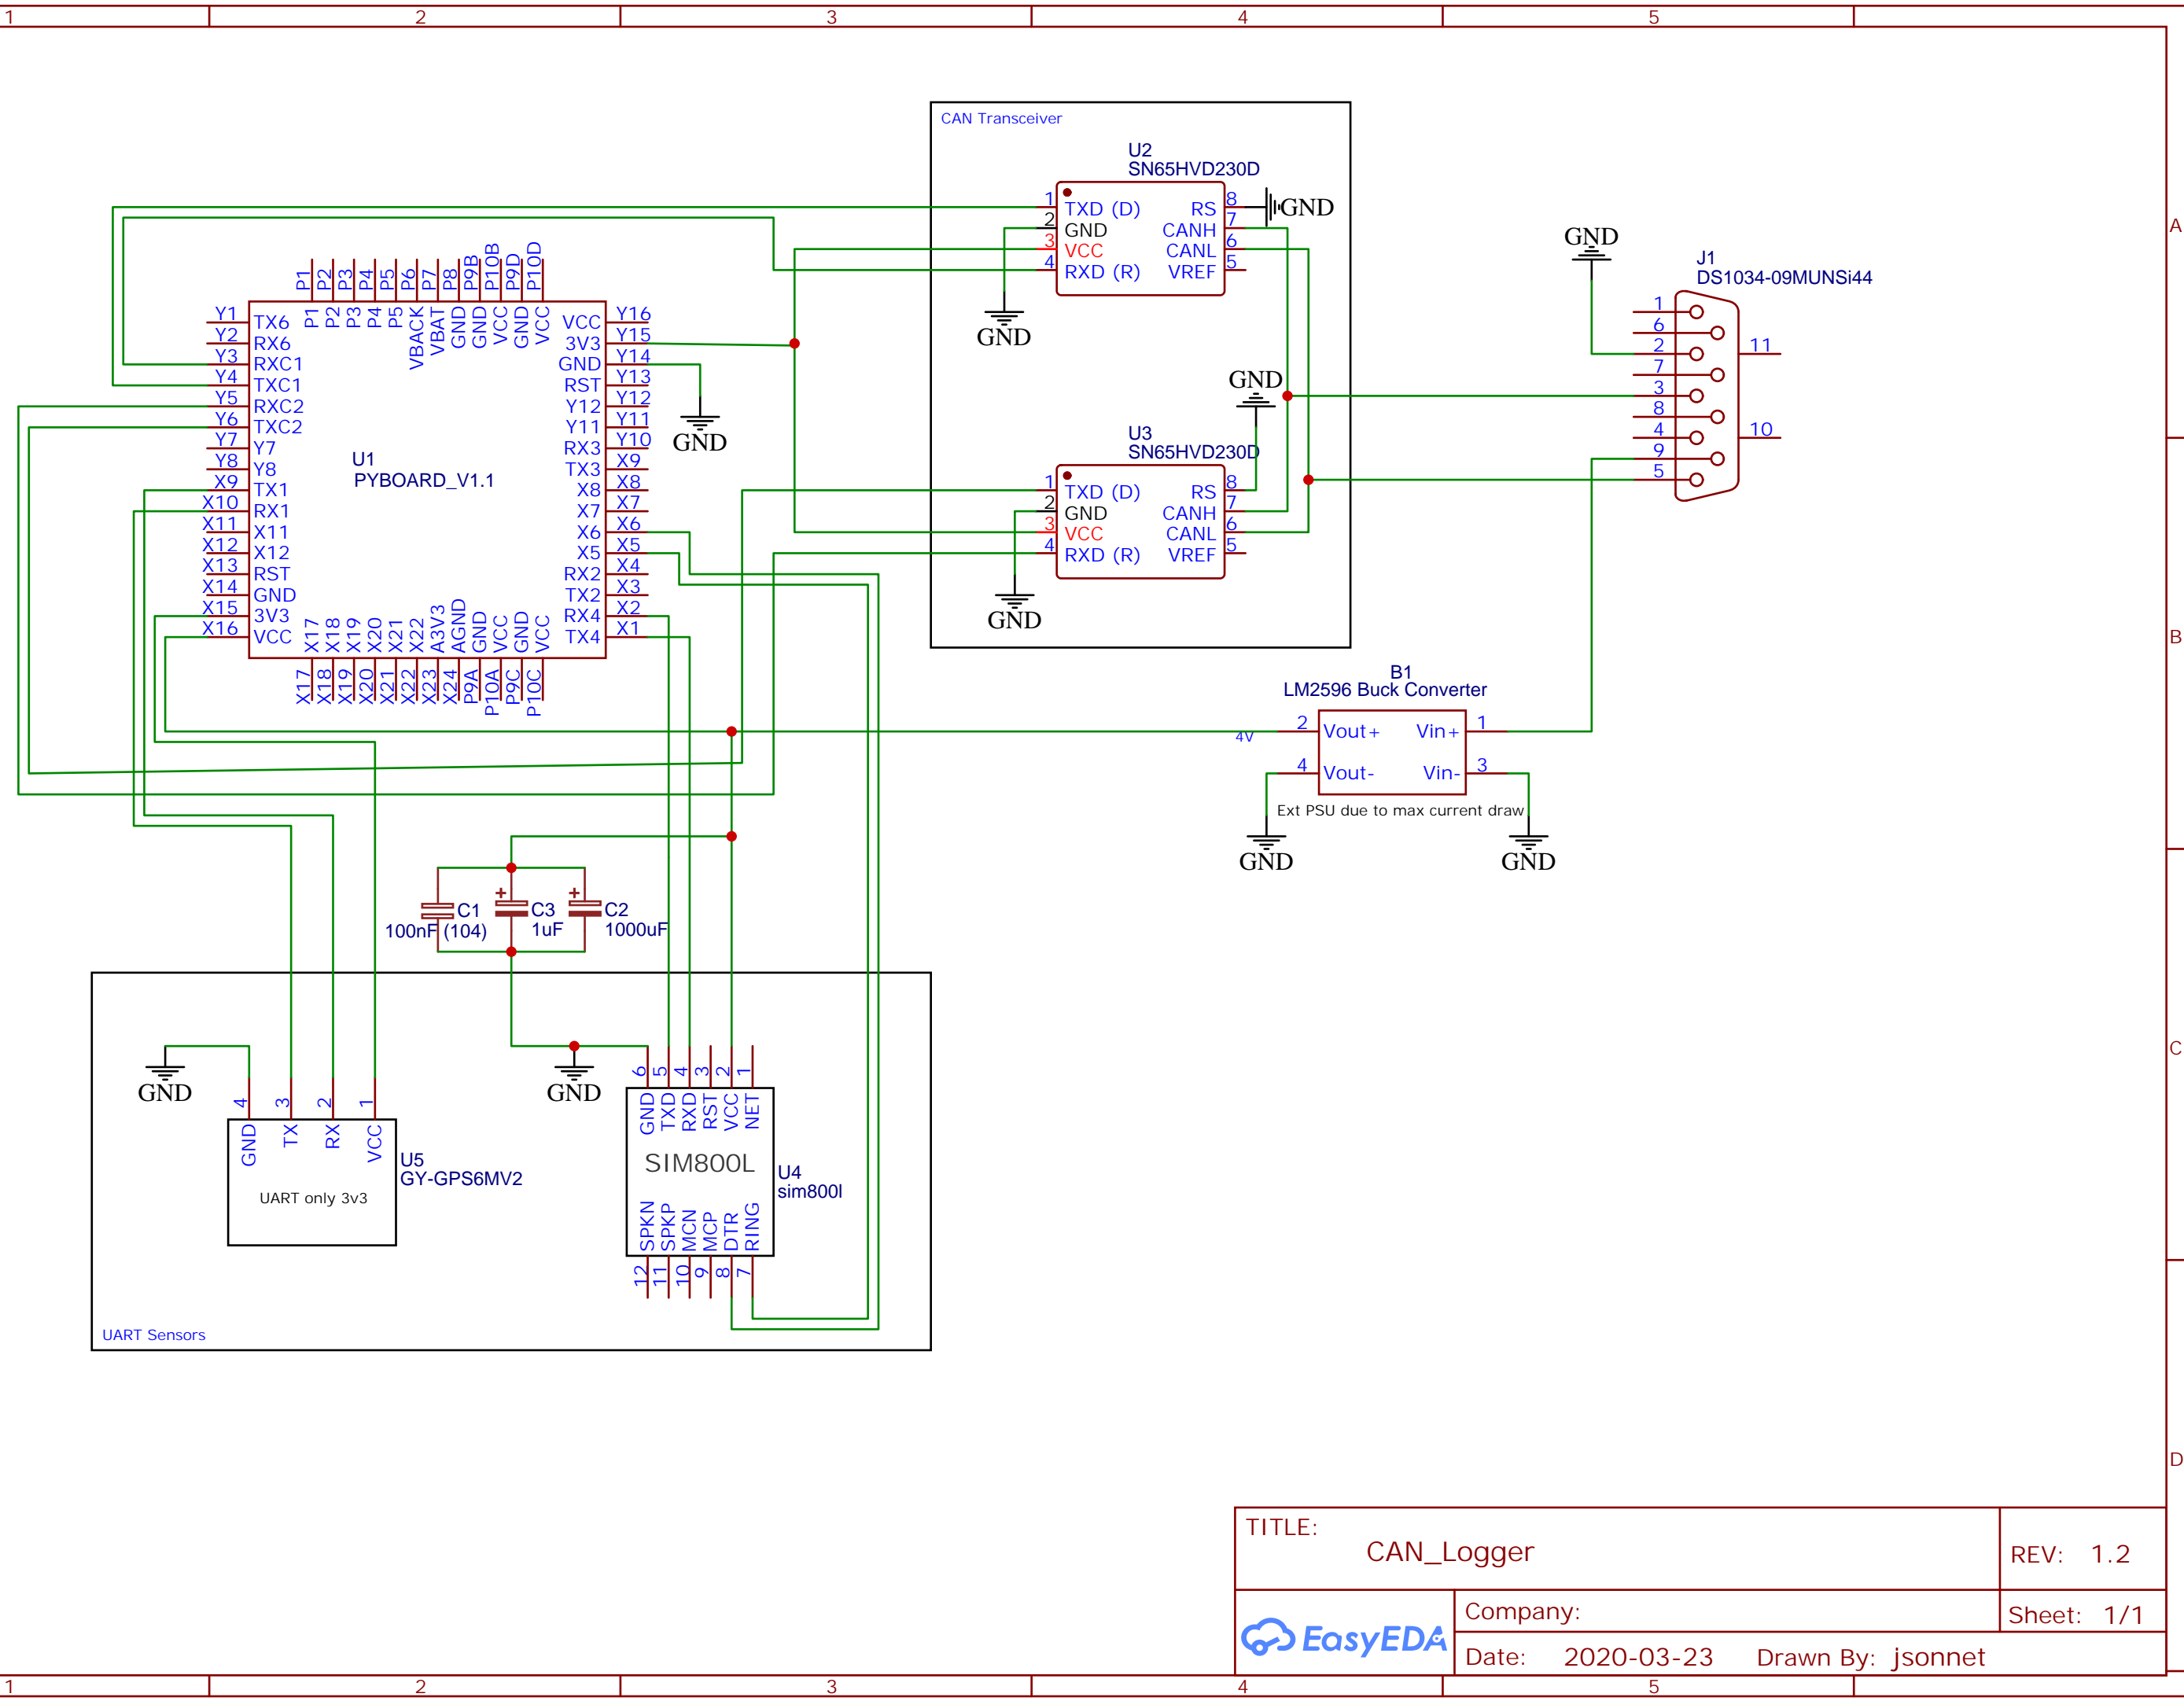 1 2 3 4 5
CAN Transceiver
U2
SN65HVD230D
1 TXD (D)
2 GND
3 VCC
4 RXD (R)
RS 8
CANH 7
CANL 6
VREF 5
GND
GND
GND
U3
SN65HVD230D
1 TXD (D)
2 GND
3 VCC
4 RXD (R)
RS 8
CANH 7
CANL 6
VREF 5
GND
GND
J1
DS1034-09MUNSi44
1
6
2
7
3
8
4
9
5
11
10
A
B
C
D
P1 P2 P3 P4 P5 P6 P7 P8 P9B P10B P9D P10D
P1 P2 P3 P4 P5 VBACK VBAT GND GND VCC GND VCC
Y1 TX6
Y2 RX6
Y3 RXC1
Y4 TXC1
Y5 RXC2
Y6 TXC2
Y7 Y7
Y8 Y8
X9 TX1
X10 RX1
X11 X11
X12 X12
X13 RST
X14 GND
X15 3V3
X16 VCC
U1
PYBOARD_V1.1
VCC Y16
3V3 Y15
GND Y14
RST Y13
Y12 Y12
Y11 Y11
RX3 Y10
TX3 X9
X8 X8
X7 X7
X6 X6
X5 X5
RX2 X4
TX2 X3
RX4 X2
TX4 X1
X17 X18 X19 X20 X21 X22 A3V3 AGND GND VCC GND VCC
X17 X18 X19 X20 X21 X22 X23 X24 P9A P10A P9C P10C
GND
B1
LM2596 Buck Converter
4V
2 Vout+ Vin+ 1
4 Vout- Vin- 3
Ext PSU due to max current draw
GND
GND
C1
100nF (104)
+
C3
1uF
+
C2
1000uF
GND
GND
4 3 2 1
GND TX RX VCC
UART only 3v3
U5
GY-GPS6MV2
6 5 4 3 2 1
GND TXD RXD RST VCC NET
SIM800L
U4
sim800l
SPKN SPKP MCN MCP DTR RING
12 11 10 9 8 7
UART Sensors
TITLE:
CAN_Logger
REV: 1.2
EasyEDA
Company:
Sheet: 1/1
Date: 2020-03-23 Drawn By: jsonnet
1 2 3 4 5